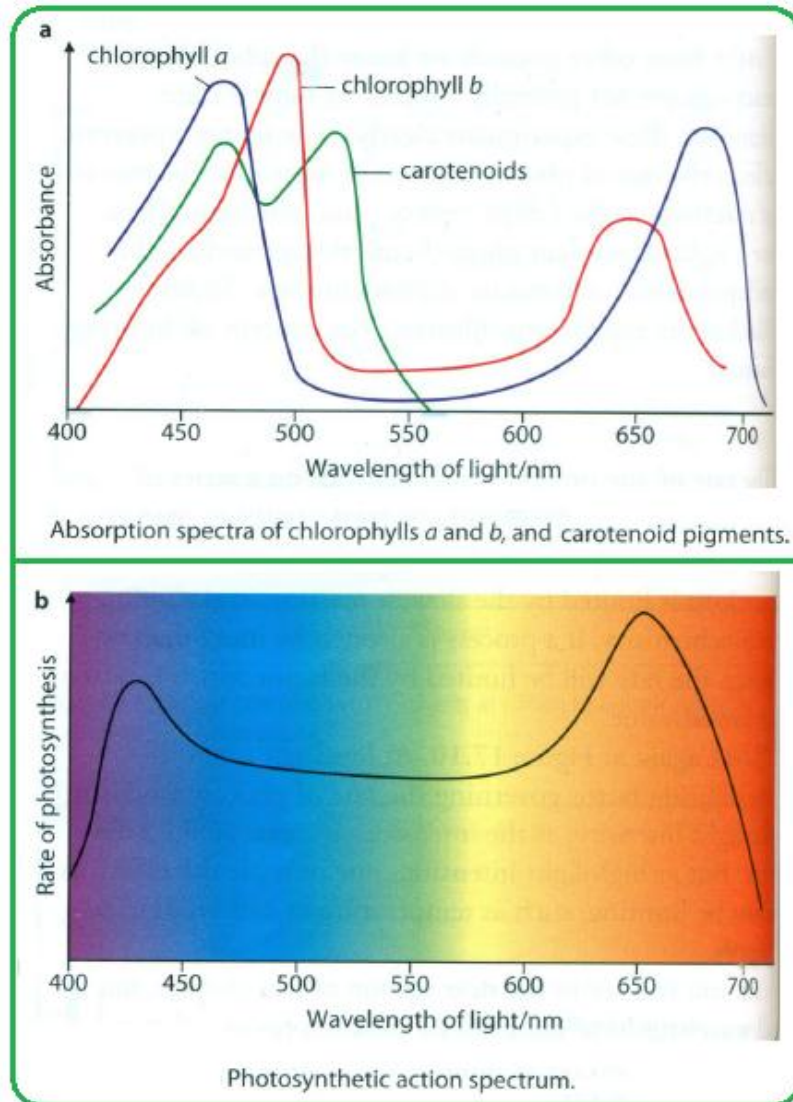 a
chlorophyll a
chlorophyll b
carotenoids
Absorbance
400 450 500 550 600 650 700
Wavelength of light/nm
Absorption spectra of chlorophylls a and b, and carotenoid pigments.
b
Rate of photosynthesis
400 450 500 550 600 650 700
Wavelength of light/nm
Photosynthetic action spectrum.